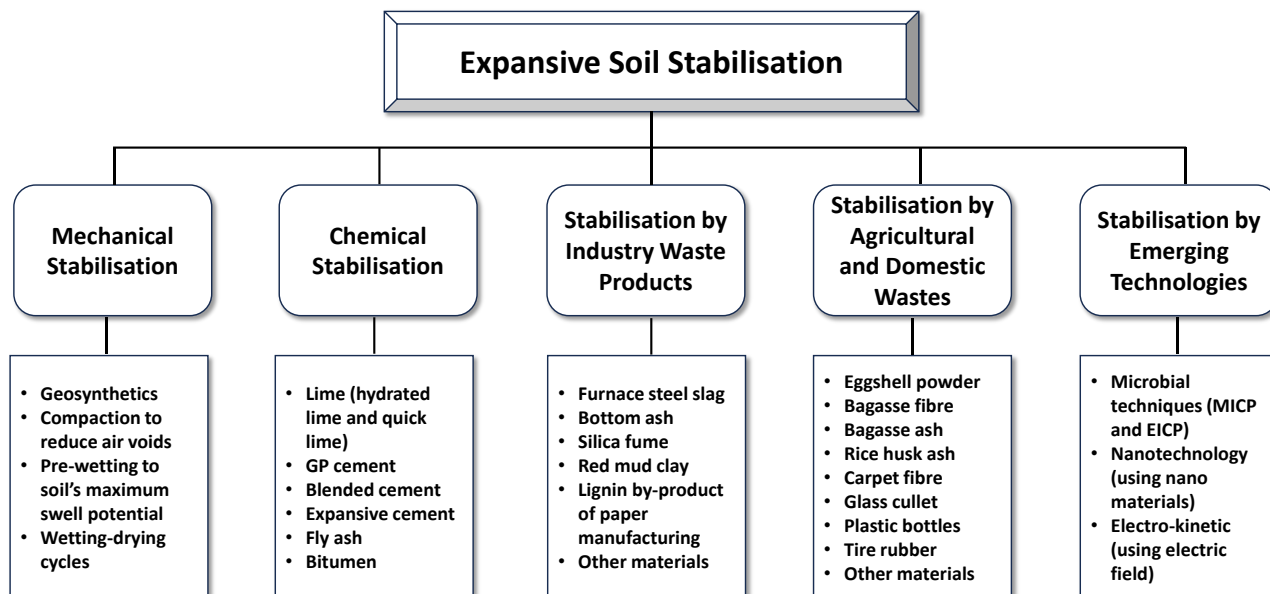 Expansive Soil Stabilisation
Mechanical
Stabilisation
Chemical
Stabilisation
Stabilisation by
Industry Waste
Products
Stabilisation by
Agricultural
and Domestic
Wastes
Stabilisation by
Emerging
Technologies
• Geosynthetics
• Compaction to
reduce air voids
• Pre-wetting to
soil's maximum
swell potential
• Wetting-drying
cycles
• Lime (hydrated
lime and quick
lime)
• GP cement
• Blended cement
• Expansive cement
• Fly ash
• Bitumen
• Furnace steel slag
• Bottom ash
• Silica fume
• Red mud clay
• Lignin by-product
of paper
manufacturing
• Other materials
• Eggshell powder
• Bagasse fibre
• Bagasse ash
• Rice husk ash
• Carpet fibre
• Glass cullet
• Plastic bottles
• Tire rubber
• Other materials
• Microbial
techniques (MICP
and EICP)
• Nanotechnology
(using nano
materials)
• Electro-kinetic
(using electric
field)